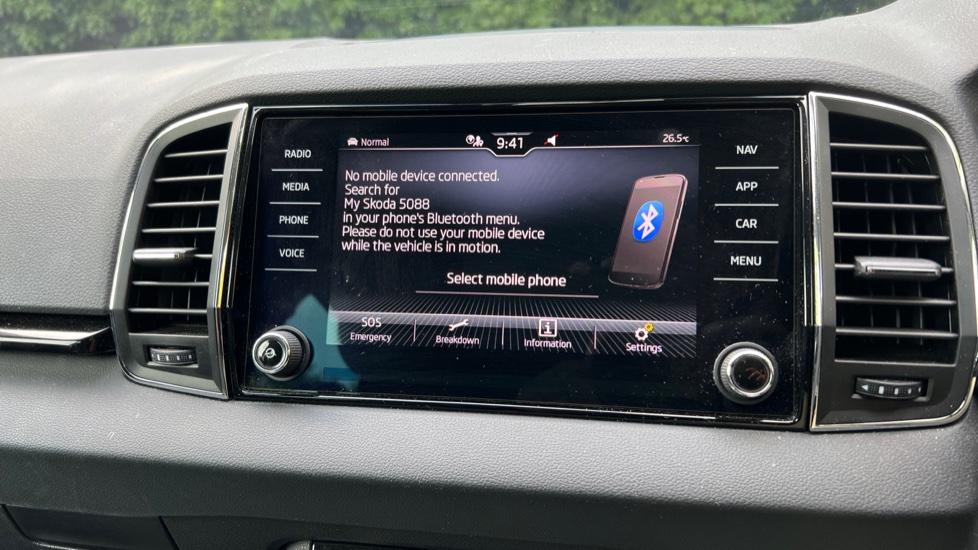 Normal 9:41 26.5°C
RADIO
MEDIA
PHONE
VOICE
No mobile device connected.
Search for
My Skoda 5088
in your phone's Bluetooth menu.
Please do not use your mobile device
while the vehicle is in motion.
Select mobile phone
SOS
Emergency
Breakdown
Information
Settings
NAV
APP
CAR
MENU